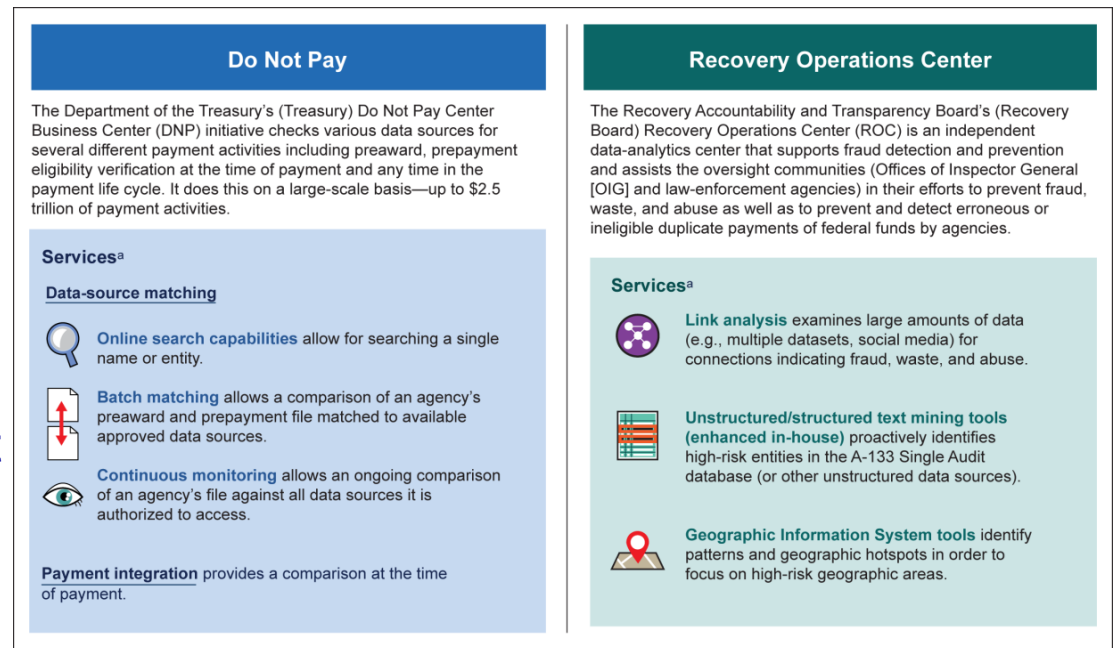 Do Not Pay
The Department of the Treasury's (Treasury) Do Not Pay Center
Business Center (DNP) initiative checks various data sources for
several different payment activities including preaward, prepayment
eligibility verification at the time of payment and any time in the
payment life cycle. It does this on a large-scale basis—up to $2.5
trillion of payment activities.
Servicesa
Data-source matching
Online search capabilities allow for searching a single
name or entity.
Batch matching allows a comparison of an agency's
preaward and prepayment file matched to available
approved data sources.
Continuous monitoring allows an ongoing comparison
of an agency's file against all data sources it is
authorized to access.
Payment integration provides a comparison at the time
of payment.
Recovery Operations Center
The Recovery Accountability and Transparency Board's (Recovery
Board) Recovery Operations Center (ROC) is an independent
data-analytics center that supports fraud detection and prevention
and assists the oversight communities (Offices of Inspector General
[OIG] and law-enforcement agencies) in their efforts to prevent fraud,
waste, and abuse as well as to prevent and detect erroneous or
ineligible duplicate payments of federal funds by agencies.
Servicesa
Link analysis examines large amounts of data
(e.g., multiple datasets, social media) for
connections indicating fraud, waste, and abuse.
Unstructured/structured text mining tools
(enhanced in-house) proactively identifies
high-risk entities in the A-133 Single Audit
database (or other unstructured data sources).
Geographic Information System tools identify
patterns and geographic hotspots in order to
focus on high-risk geographic areas.